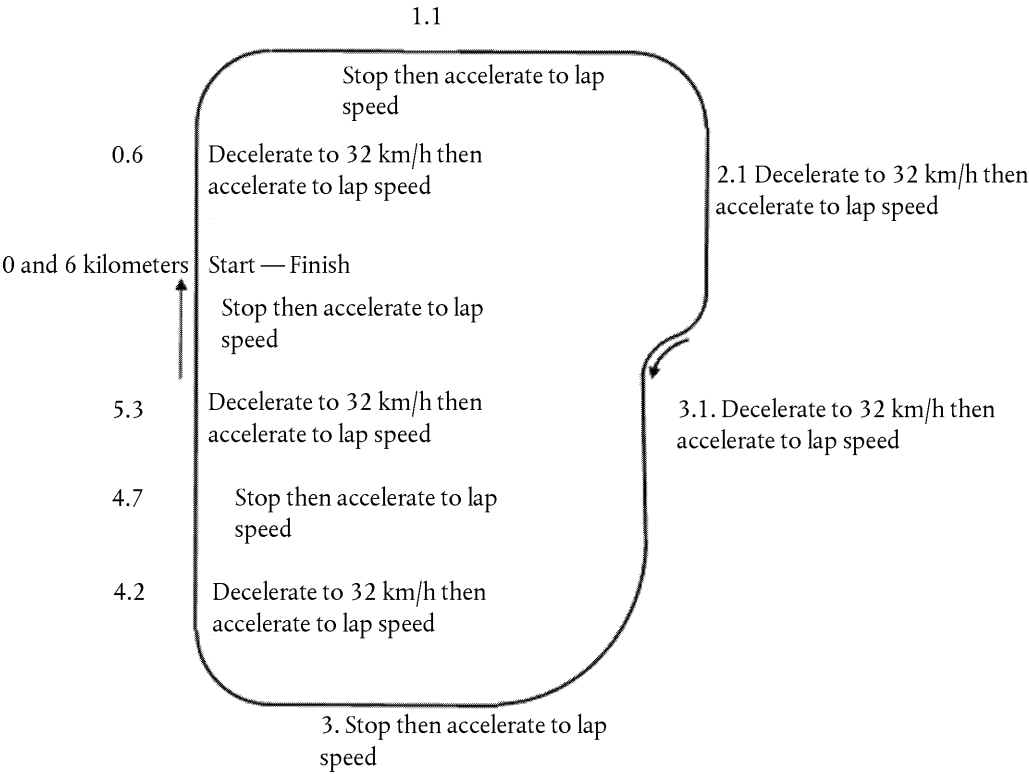 1.1
Stop then accelerate to lap
speed
0.6
Decelerate to 32 km/h then
accelerate to lap speed
2.1 Decelerate to 32 km/h then
accelerate to lap speed
0 and 6 kilometers
Start — Finish
Stop then accelerate to lap
speed
5.3
Decelerate to 32 km/h then
accelerate to lap speed
3.1. Decelerate to 32 km/h then
accelerate to lap speed
4.7
Stop then accelerate to lap
speed
4.2
Decelerate to 32 km/h then
accelerate to lap speed
3. Stop then accelerate to lap
speed